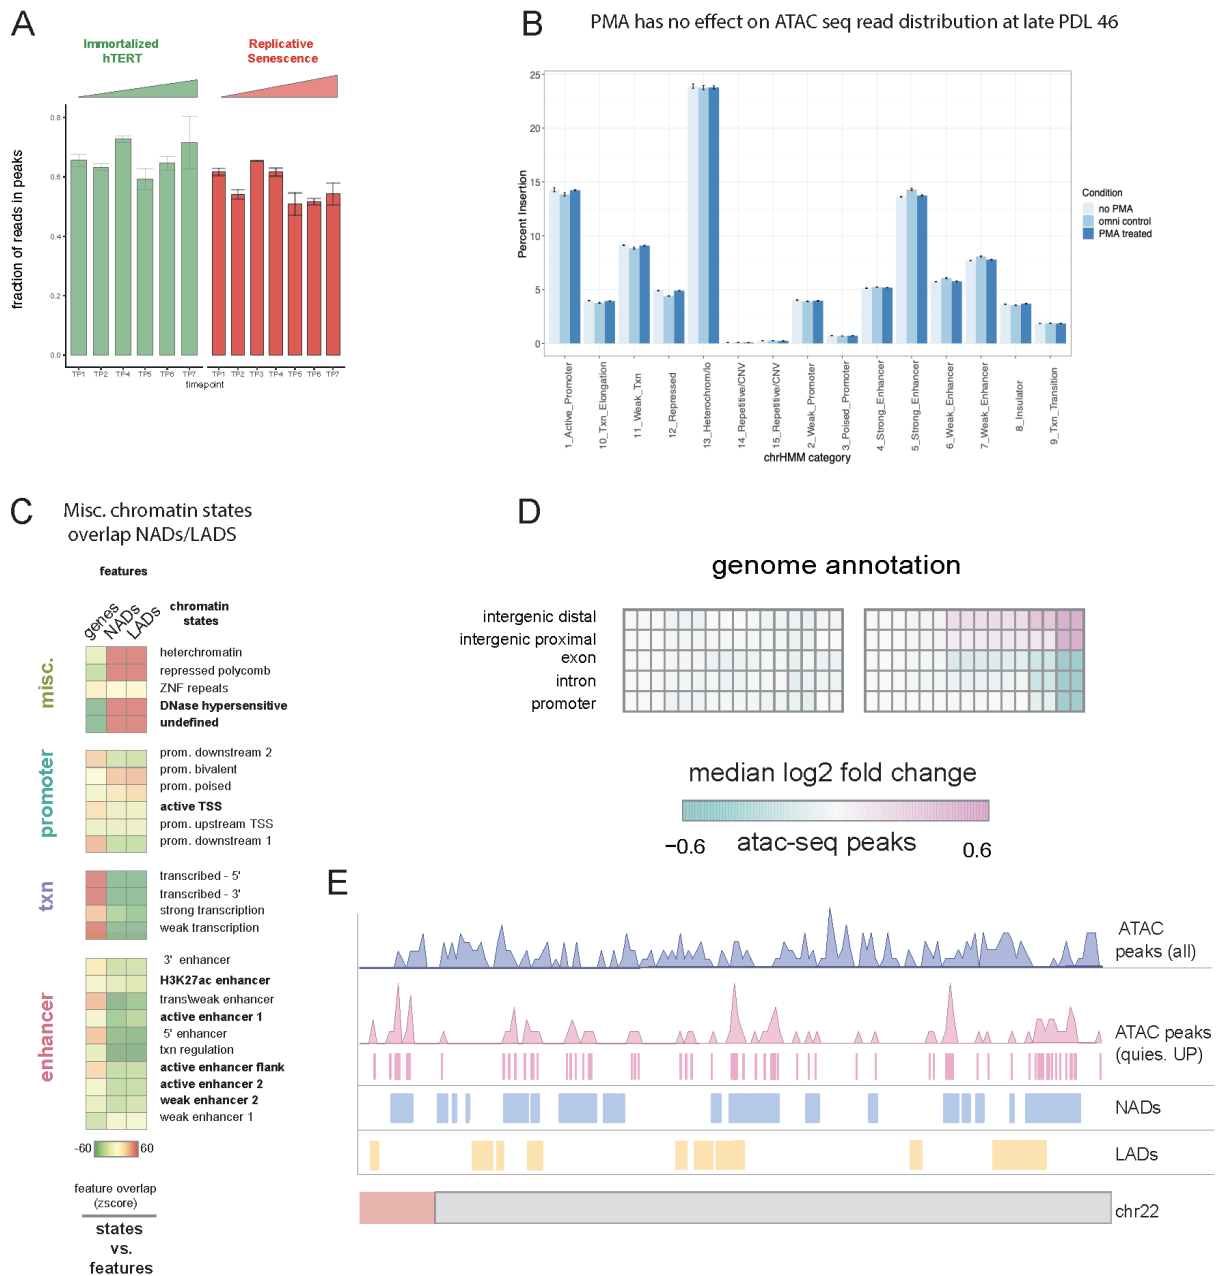 A
Immortalized
hTERT
Replicative
Senescence
fraction of reads in peaks
0.8
0.6
0.4
0.2
0.0
TP1 TP2 TP4 TP5 TP6 TP7 TP1 TP2 TP3 TP4 TP5 TP6 TP7
timepoint
B
PMA has no effect on ATAC seq read distribution at late PDL 46
Percent Insertion
25
20
15
10
5
0
1_Active_Promoter
10_Txn_Elongation
11_Weak_Txn
12_Repressed
13_Heterochrom/lo
14_Repetitive/CNV
15_Repetitive/CNV
2_Weak_Promoter
3_Poised_Promoter
4_Strong_Enhancer
5_Strong_Enhancer
6_Weak_Enhancer
7_Weak_Enhancer
8_Insulator
9_Txn_Transition
chrHMM category
Condition
no PMA
omni control
PMA treated
C
Misc. chromatin states
overlap NADs/LADS
features
genes
NADs
LADs
chromatin
states
misc.
heterchromatin
repressed polycomb
ZNF repeats
DNase hypersensitive
undefined
promoter
prom. downstream 2
prom. bivalent
prom. poised
active TSS
prom. upstream TSS
prom. downstream 1
txn
transcribed - 5'
transcribed - 3'
strong transcription
weak transcription
enhancer
3' enhancer
H3K27ac enhancer
trans\weak enhancer
active enhancer 1
5' enhancer
txn regulation
active enhancer flank
active enhancer 2
weak enhancer 2
weak enhancer 1
-60 60
feature overlap
(zscore)
states
vs.
features
D
genome annotation
intergenic distal
intergenic proximal
exon
intron
promoter
median log2 fold change
−0.6 atac-seq peaks 0.6
E
ATAC
peaks (all)
ATAC peaks
(quies. UP)
NADs
LADs
chr22